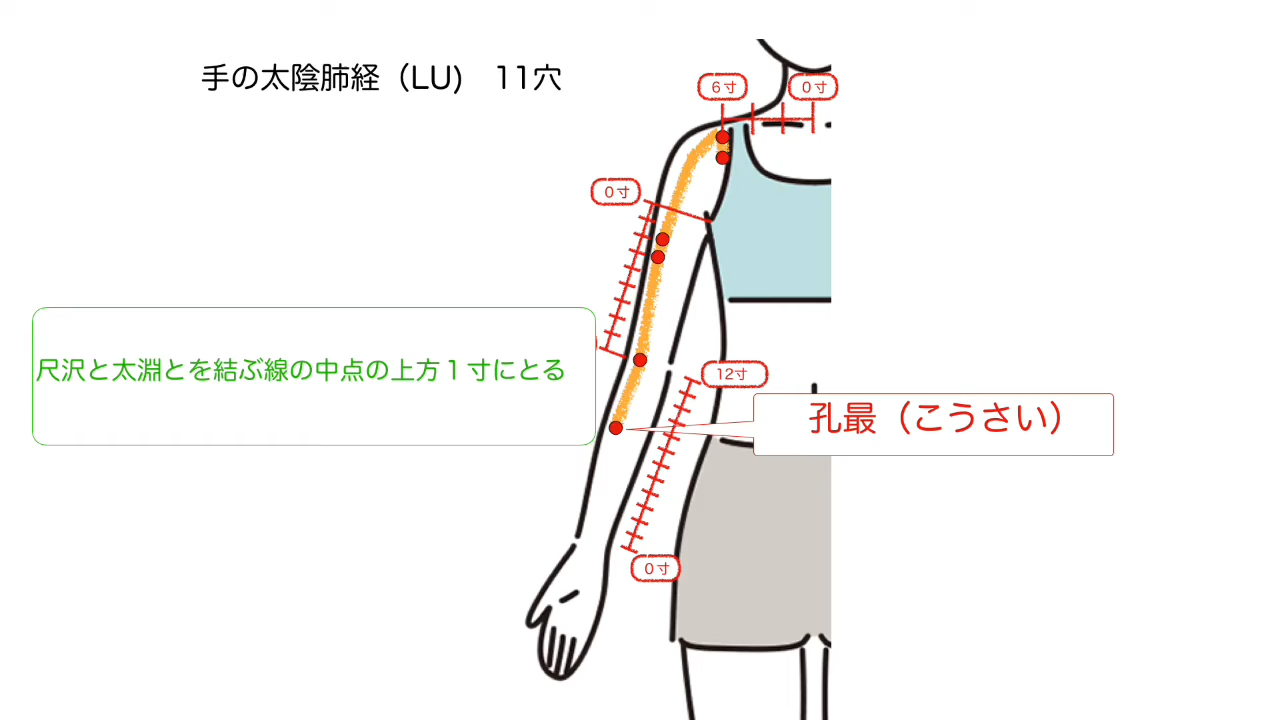 手の太陰肺経（LU)　11穴
6寸
0寸
0寸
尺沢と太淵とを結ぶ線の中点の上方１寸にとる
12寸
孔最（こうさい）
0寸